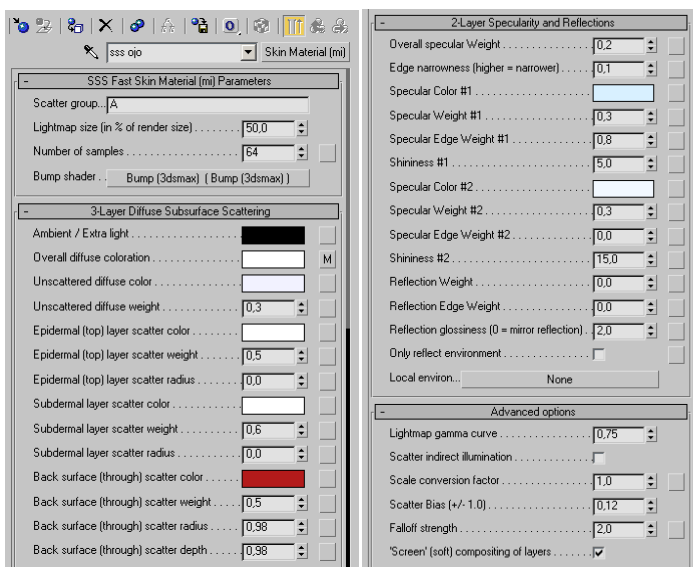 sss ojo
Skin Material (mi)
- SSS Fast Skin Material (mi) Parameters
Scatter group... A
Lightmap size (in % of render size) . . . . . . . . 50,0
Number of samples . . . . . . . . . . . . . . . . . . . . 64
Bump shader . . Bump (3dsmax) ( Bump (3dsmax) )
- 3-Layer Diffuse Subsurface Scattering
Ambient / Extra light . . . . . . . . . . . . . . . . . . .
Overall diffuse coloration . . . . . . . . . . . . . . . M
Unscattered diffuse color . . . . . . . . . . . . . . .
Unscattered diffuse weight . . . . . . . . . . . . . . 0,3
Epidermal (top) layer scatter color . . . . . . . .
Epidermal (top) layer scatter weight . . . . . . . 0,5
Epidermal (top) layer scatter radius . . . . . . . 0,0
Subdermal layer scatter color . . . . . . . . . . . .
Subdermal layer scatter weight . . . . . . . . . . 0,6
Subdermal layer scatter radius . . . . . . . . . . . 0,0
Back surface (through) scatter color . . . . . .
Back surface (through) scatter weight . . . . . 0,5
Back surface (through) scatter radius . . . . . 0,98
Back surface (through) scatter depth . . . . . . 0,98
- 2-Layer Specularity and Reflections
Overall specular Weight . . . . . . . . . . . . . . . 0,2
Edge narrowness (higher = narrower) . . . . . 0,1
Specular Color #1 . . . . . . . . . . . . . . . . . . . .
Specular Weight #1 . . . . . . . . . . . . . . . . . . 0,3
Specular Edge Weight #1 . . . . . . . . . . . . . . 0,8
Shininess #1 . . . . . . . . . . . . . . . . . . . . . . . . 5,0
Specular Color #2 . . . . . . . . . . . . . . . . . . . .
Specular Weight #2 . . . . . . . . . . . . . . . . . . 0,3
Specular Edge Weight #2 . . . . . . . . . . . . . . 0,0
Shininess #2 . . . . . . . . . . . . . . . . . . . . . . . . 15,0
Reflection Weight . . . . . . . . . . . . . . . . . . . . 0,0
Reflection Edge Weight . . . . . . . . . . . . . . . . 0,0
Reflection glossiness (0 = mirror reflection) . . 2,0
Only reflect environment . . . . . . . . . . . . . . .
Local environ... None
- Advanced options
Lightmap gamma curve . . . . . . . . . . . . . . . . 0,75
Scatter indirect illumination . . . . . . . . . . . . . .
Scale conversion factor . . . . . . . . . . . . . . . . 1,0
Scatter Bias (+/- 1.0) . . . . . . . . . . . . . . . . . . 0,12
Falloff strength . . . . . . . . . . . . . . . . . . . . . . . 2,0
'Screen' (soft) compositing of layers . . . . . . .